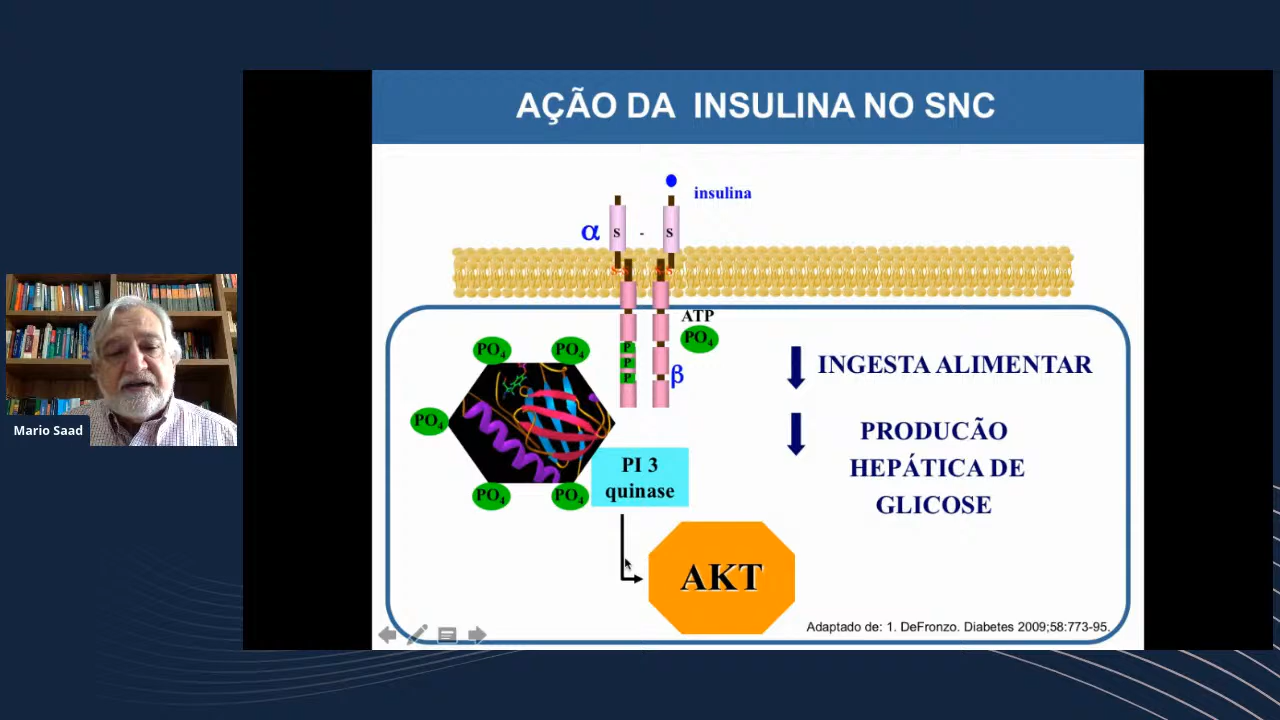 AÇÃO DA INSULINA NO SNC
insulina
α
S - S
S-S S-S
ATP
PO4
PO4 PO4
P
P
P
β
PO4
INGESTA ALIMENTAR
PRODUCÃO
HEPÁTICA DE
GLICOSE
PI 3
quinase
PO4 PO4
AKT
Adaptado de: 1. DeFronzo. Diabetes 2009;58:773-95.
Mario Saad